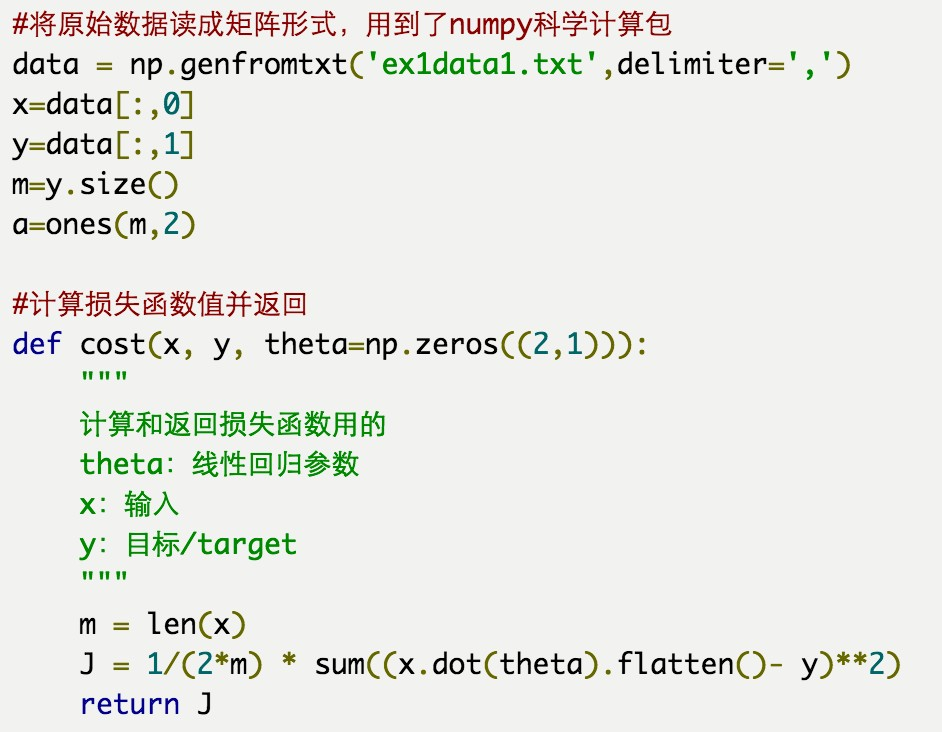 #将原始数据读成矩阵形式，用到了numpy科学计算包
data = np.genfromtxt('ex1data1.txt',delimiter=',')
x=data[:,0]
y=data[:,1]
m=y.size()
a=ones(m,2)
#计算损失函数值并返回
def cost(x, y, theta=np.zeros((2,1))):
"""
计算和返回损失函数用的
theta：线性回归参数
x：输入
y：目标/target
"""
m = len(x)
J = 1/(2*m) * sum((x.dot(theta).flatten()- y)**2)
return J